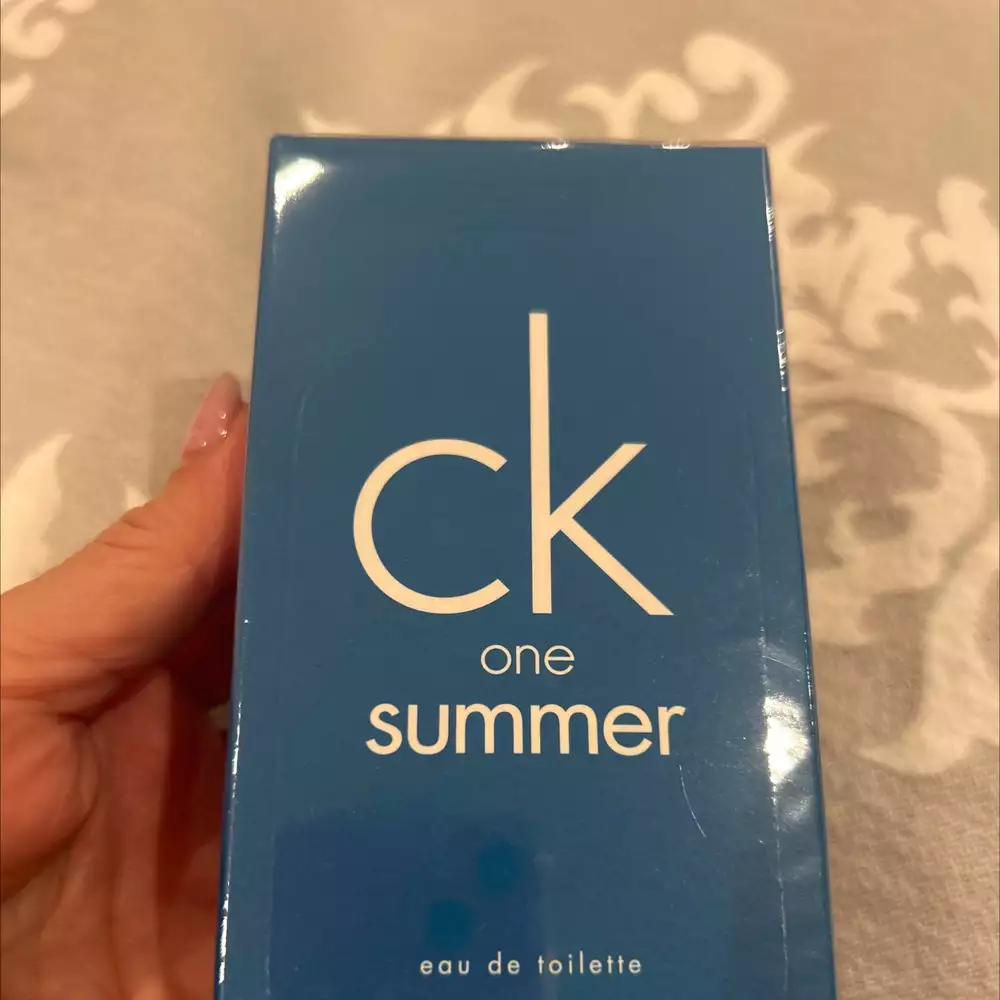 ck
one
summer
eau de toilette